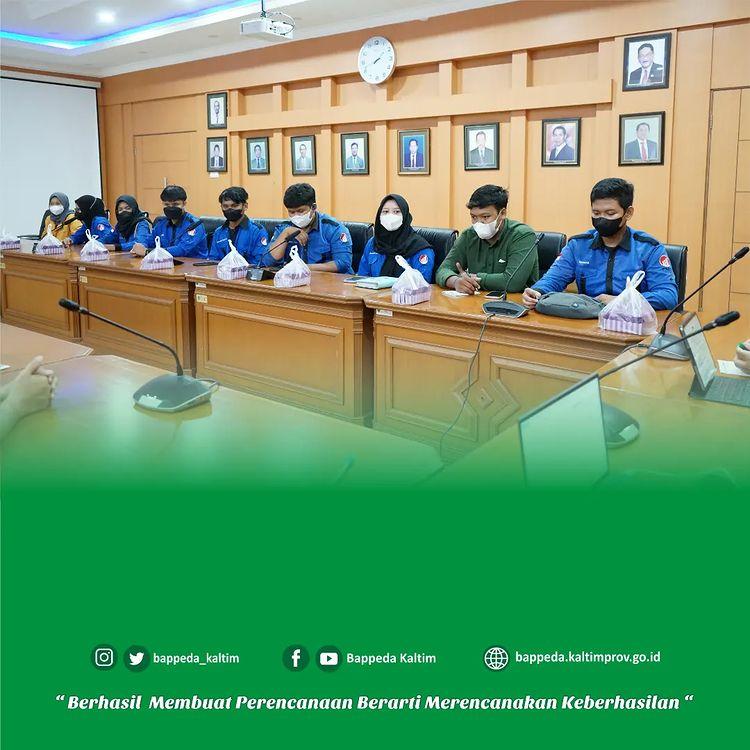 bappeda_kaltim
Bappeda Kaltim
bappeda.kaltimprov.go.id
“ Berhasil Membuat Perencanaan Berarti Merencanakan Keberhasilan “